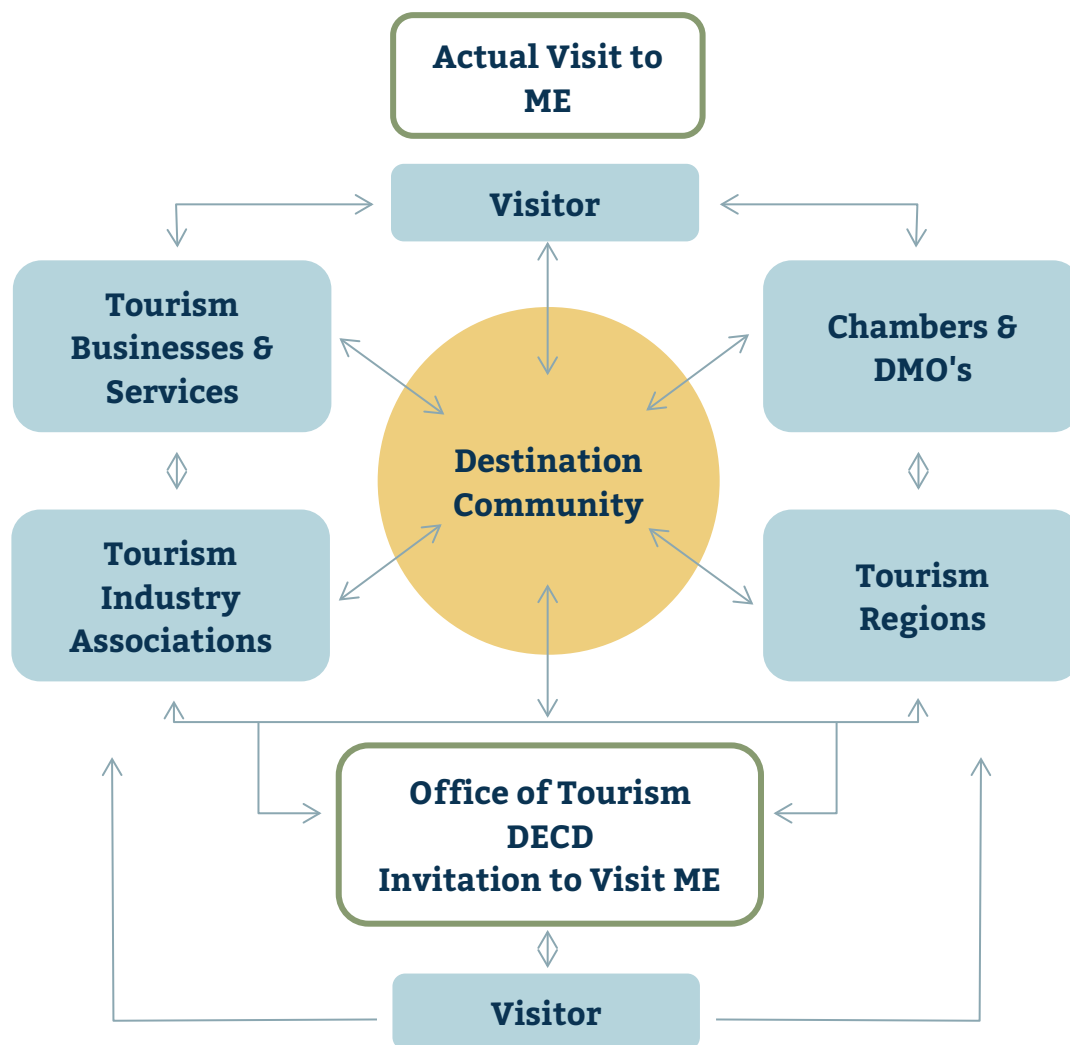 Actual Visit to
ME
Visitor
Tourism
Businesses &
Services
Chambers &
DMO's
Destination
Community
Tourism
Industry
Associations
Tourism
Regions
Office of Tourism
DECD
Invitation to Visit ME
Visitor